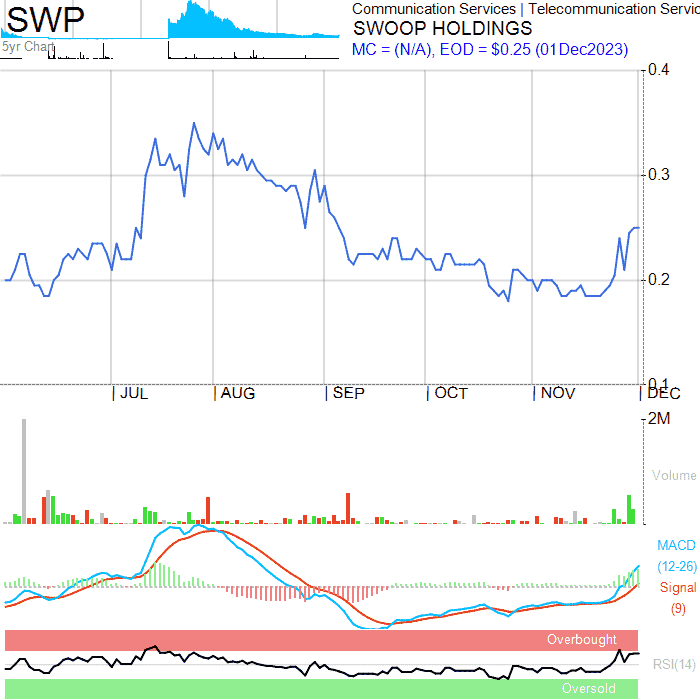 SWP
5yr Chart
Communication Services | Telecommunication Servic
SWOOP HOLDINGS
MC = (N/A), EOD = $0.25 (01Dec2023)
0.4
0.3
0.2
0.1
| JUL | AUG | SEP | OCT | NOV | DEC
2M
Volume
MACD
(12-26)
Signal
(9)
Overbought
RSI(14)
Oversold